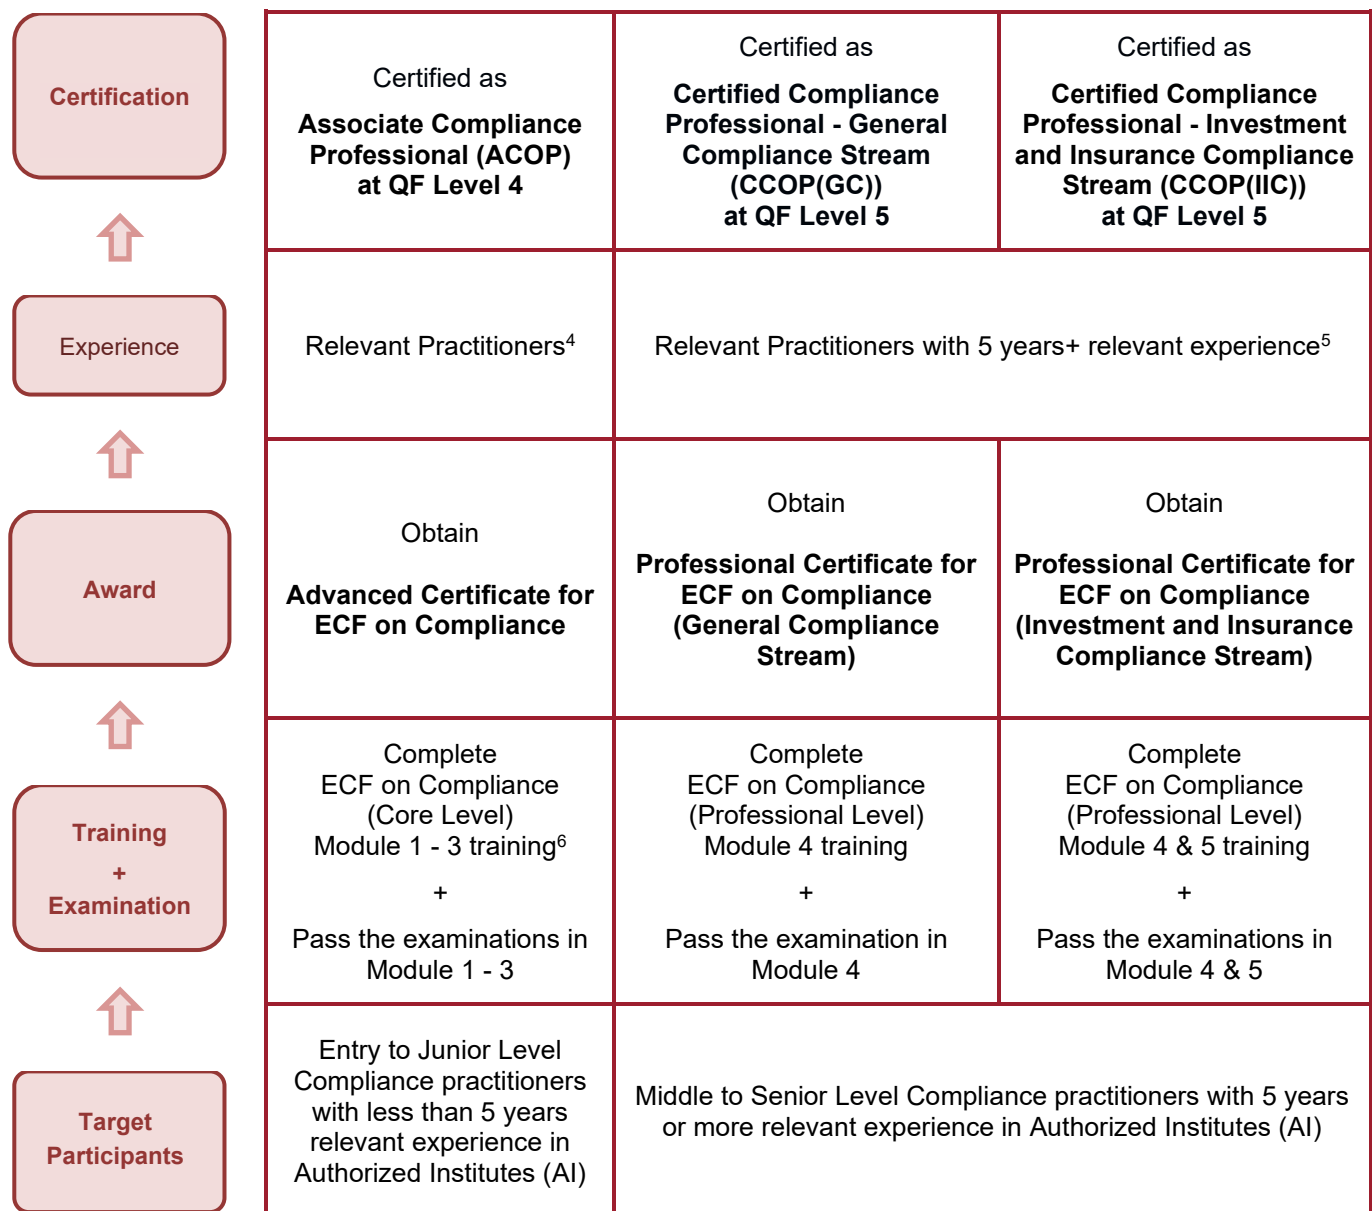 Certification
Certified as
Associate Compliance
Professional (ACOP)
at QF Level 4
Certified as
Certified Compliance
Professional - General
Compliance Stream
(CCOP(GC))
at QF Level 5
Certified as
Certified Compliance
Professional - Investment
and Insurance Compliance
Stream (CCOP(IIC))
at QF Level 5
Experience
Relevant Practitioners4
Relevant Practitioners with 5 years+ relevant experience5
Award
Obtain
Advanced Certificate for
ECF on Compliance
Obtain
Professional Certificate for
ECF on Compliance
(General Compliance
Stream)
Obtain
Professional Certificate for
ECF on Compliance
(Investment and Insurance
Compliance Stream)
Training
+
Examination
Complete
ECF on Compliance
(Core Level)
Module 1 - 3 training6
+
Pass the examinations in
Module 1 - 3
Complete
ECF on Compliance
(Professional Level)
Module 4 training
+
Pass the examination in
Module 4
Complete
ECF on Compliance
(Professional Level)
Module 4 & 5 training
+
Pass the examinations in
Module 4 & 5
Target
Participants
Entry to Junior Level
Compliance practitioners
with less than 5 years
relevant experience in
Authorized Institutes (AI)
Middle to Senior Level Compliance practitioners with 5 years
or more relevant experience in Authorized Institutes (AI)